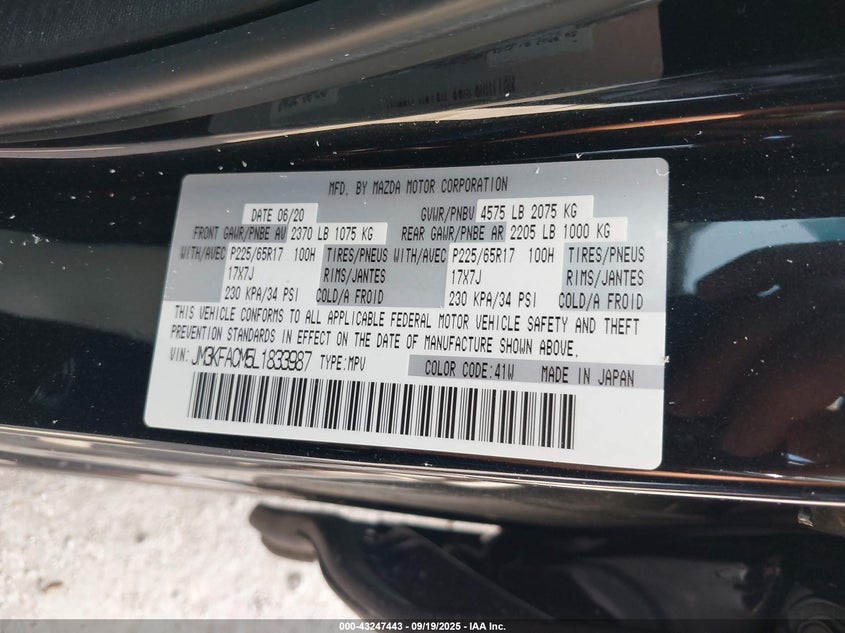 MFD. BY MAZDA MOTOR CORPORATION
DATE 06/20 GVWR/PNBV 4575 LB 2075 KG
FRONT GAWR/PNBE AV 2370 LB 1075 KG REAR GAWR/PNBE AR 2205 LB 1000 KG
WITH/AVEC P225/65R17 100H TIRES/PNEUS WITH/AVEC P225/65R17 100H TIRES/PNEUS
17X7J RIMS/JANTES 17X7J RIMS/JANTES
230 KPA/34 PSI COLD/A FROID 230 KPA/34 PSI COLD/A FROID
THIS VEHICLE CONFORMS TO ALL APPLICABLE FEDERAL MOTOR VEHICLE SAFETY AND THEFT
PREVENTION STANDARDS IN EFFECT ON THE DATE OF MANUFACTURE SHOWN ABOVE.
VIN: JM3KFACM5L1833987 TYPE:MPV COLOR CODE:41W MADE IN JAPAN
000-43247443 — 09/19/2025 — IAA Inc.